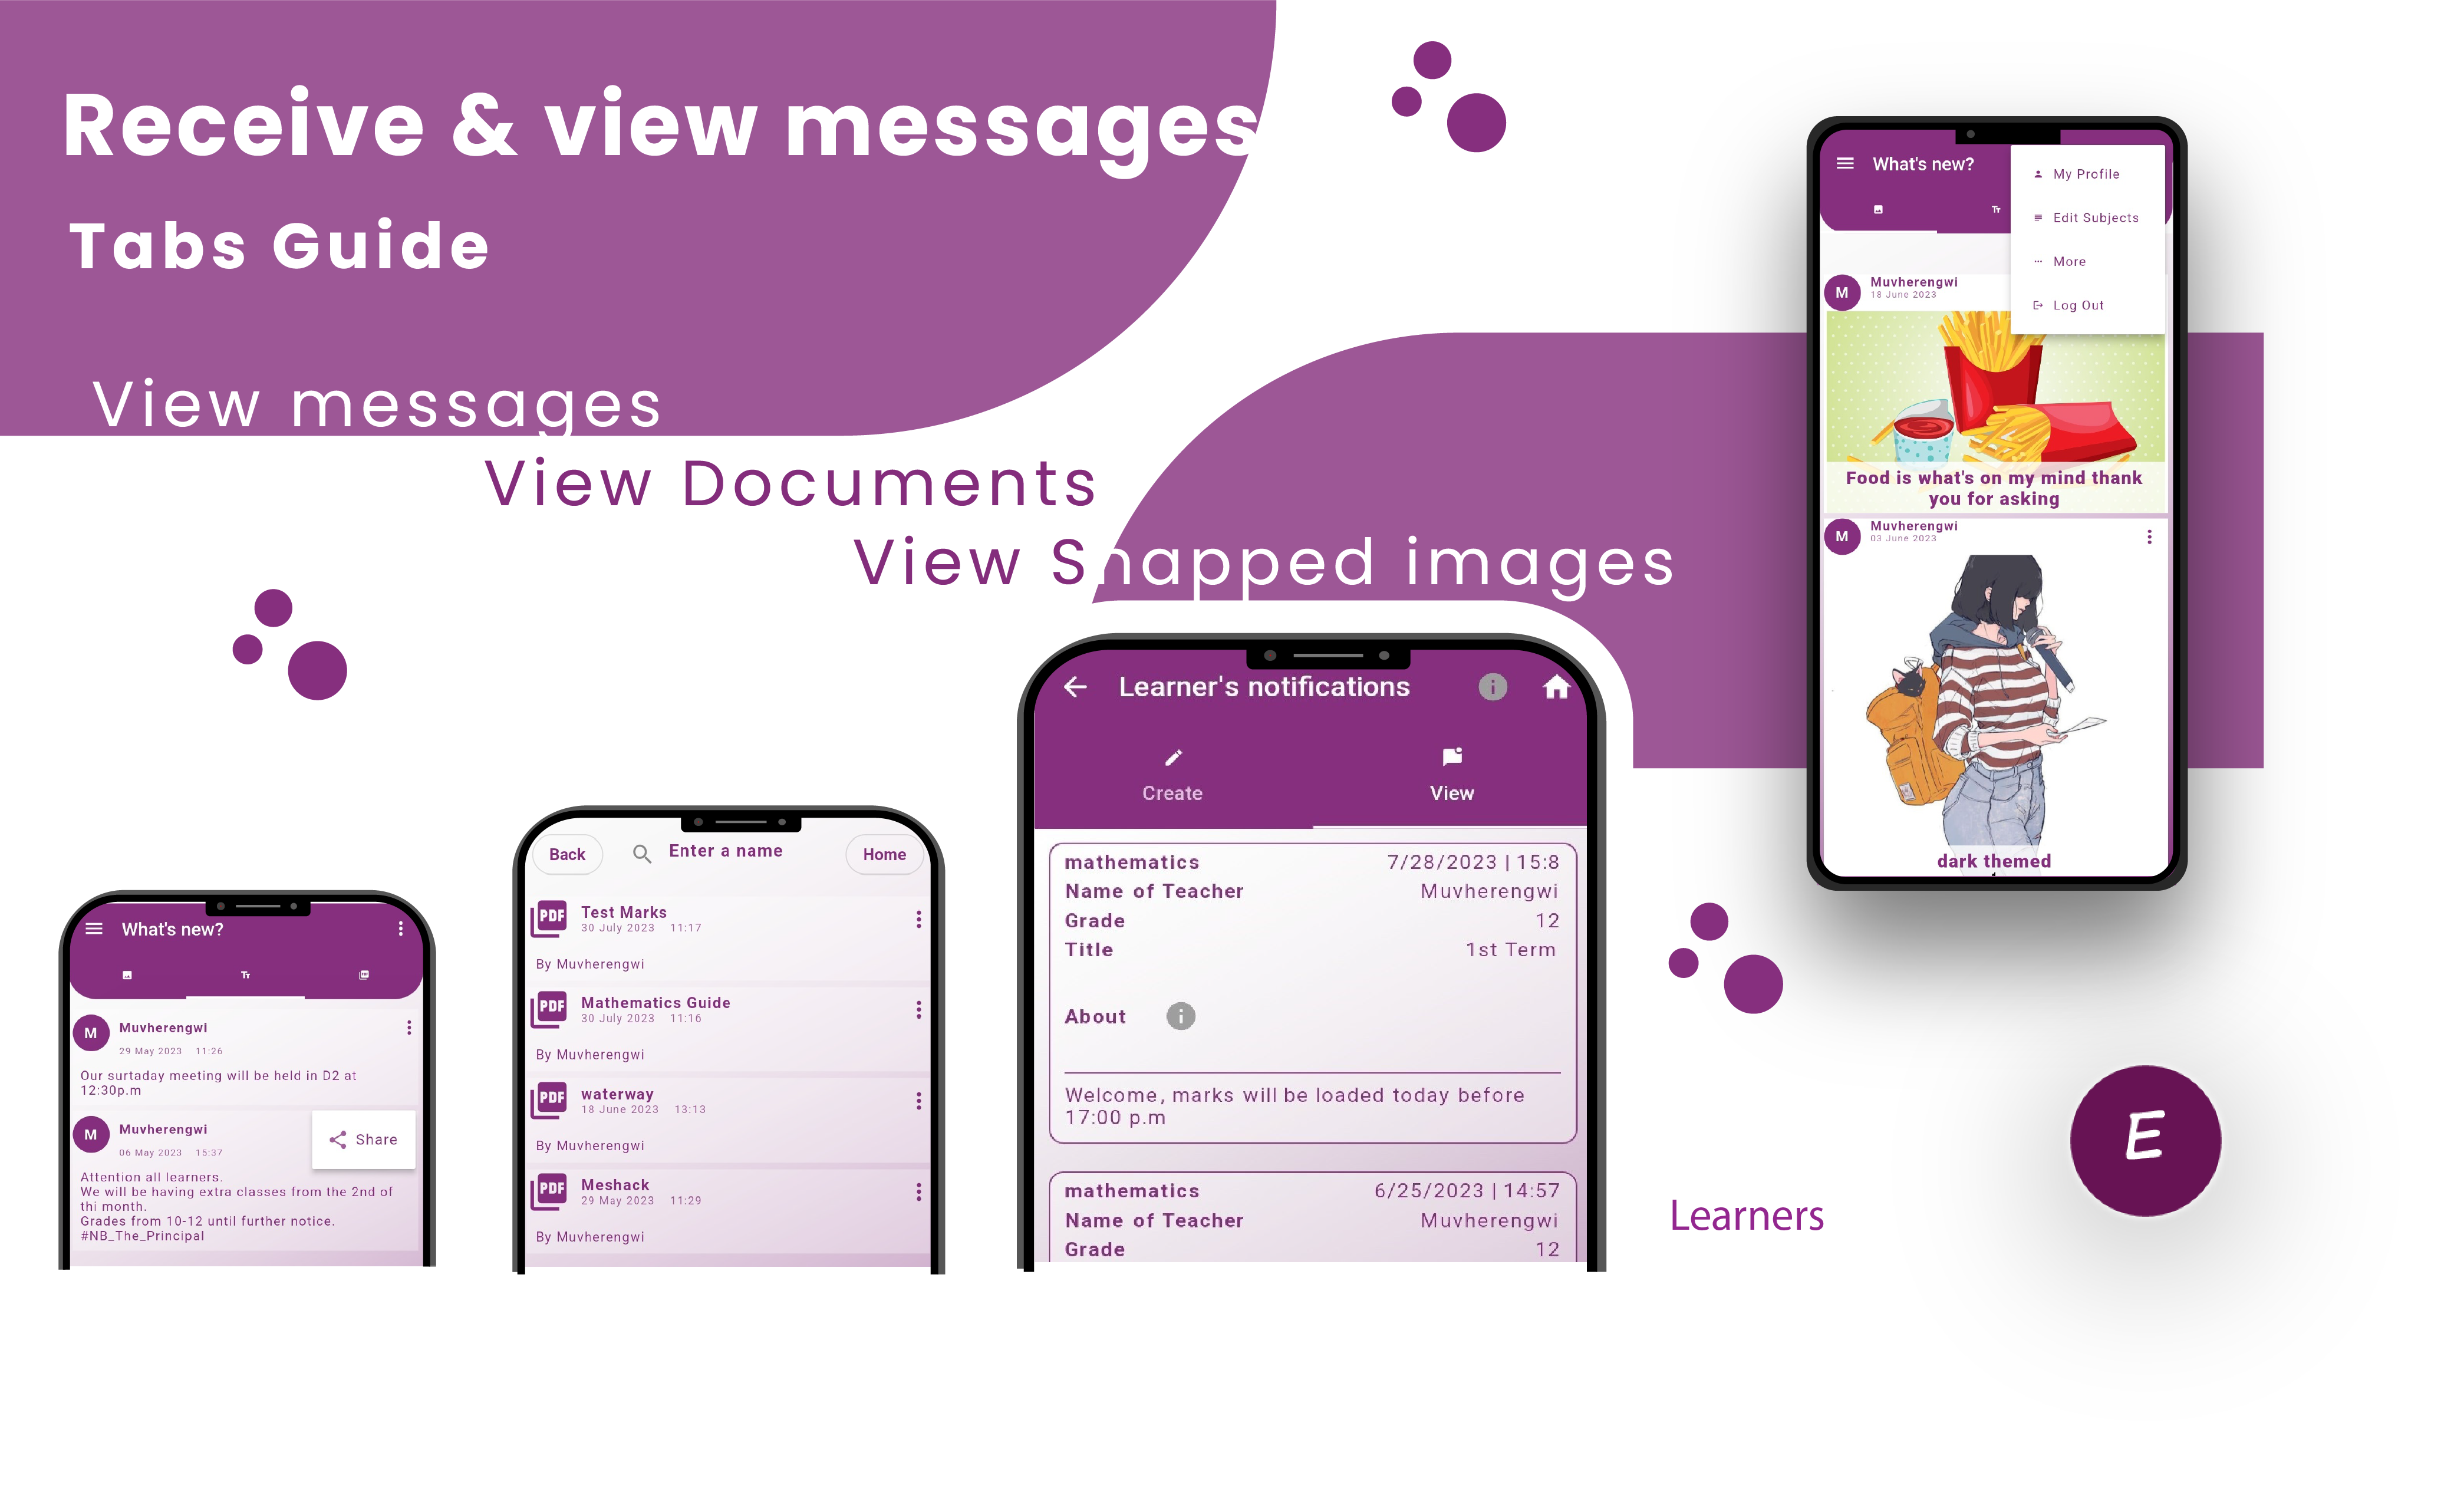 Receive & view messages
Tabs Guide
View messages
View Documents
View Snapped images
What's new?
My Profile
Edit Subjects
More
Log Out
M
Muvherengwi
18 June 2023
Food is what's on my mind thank
you for asking
M
Muvherengwi
03 June 2023
dark themed
Learner's notifications
Create
View
mathematics 7/28/2023 | 15:8
Name of Teacher Muvherengwi
Grade 12
Title 1st Term
About
Welcome, marks will be loaded today before
17:00 p.m
mathematics 6/25/2023 | 14:57
Name of Teacher Muvherengwi
Grade 12
Back
Enter a name
Home
PDF
Test Marks
30 July 2023 11:17
By Muvherengwi
PDF
Mathematics Guide
30 July 2023 11:16
By Muvherengwi
PDF
waterway
18 June 2023 13:13
By Muvherengwi
PDF
Meshack
29 May 2023 11:29
By Muvherengwi
What's new?
M
Muvherengwi
29 May 2023 11:26
Our surtaday meeting will be held in D2 at
12:30p.m
M
Muvherengwi
06 May 2023 15:37
Share
Attention all learners.
We will be having extra classes from the 2nd of
thi month.
Grades from 10-12 until further notice.
#NB_The_Principal
Learners
E